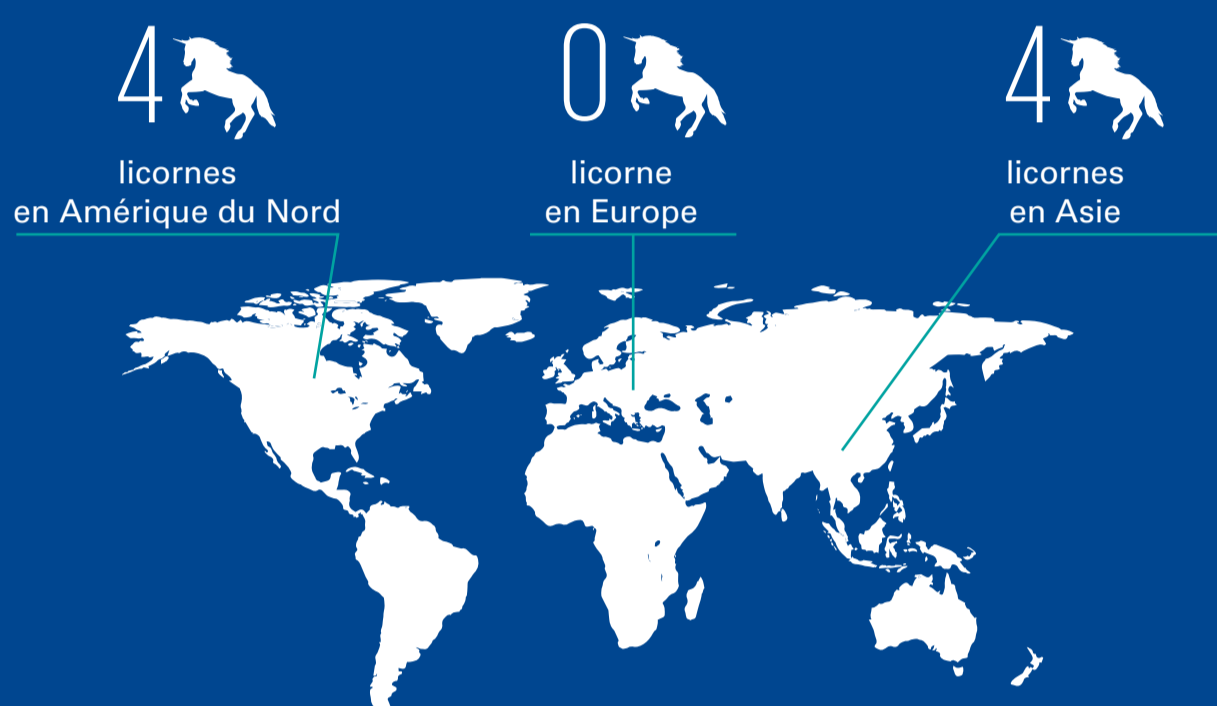 4
licornes
en Amérique du Nord
0
licorne
en Europe
4
licornes
en Asie